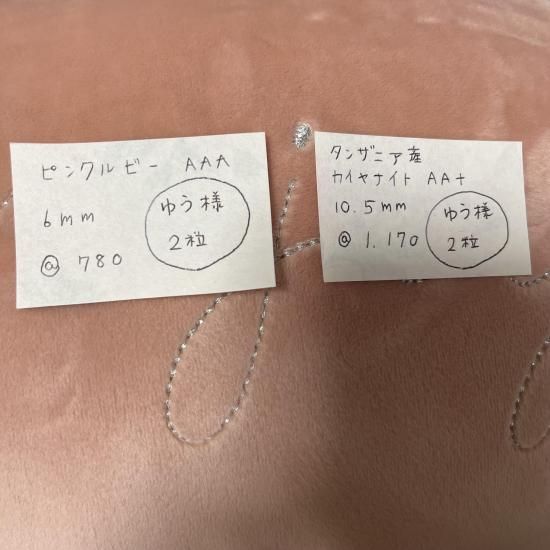 ピンクルビー AAA
6mm
@ 780
ゆう様
2粒
タンザニア産
カイヤナイト AA+
10.5mm
@ 1.170
ゆう様
2粒